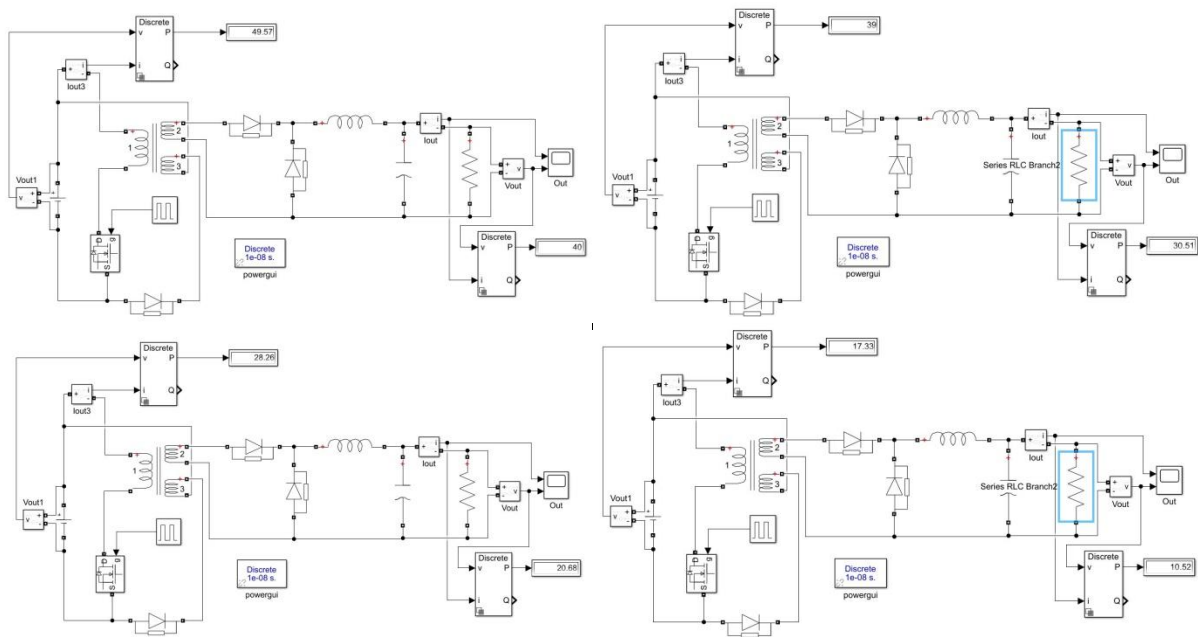 Discrete
v P
49.57
i Q
+ i
-
Iout3
1
2
3
+ i
-
Iout
Vout1
+
v
-
+
v
-
Vout
Out
g
D
S
Discrete
1e-08 s.
powergui
Discrete
v P
40
i Q
Discrete
v P
39
i Q
+ i
-
Iout3
1
2
3
+ i
-
Iout
Series RLC Branch2
Vout1
+
v
-
+
v
-
Vout
Out
g
D
S
Discrete
1e-08 s.
powergui
Discrete
v P
30.51
i Q
Discrete
v P
28.26
i Q
+ i
-
Iout3
1
2
3
+ i
-
Iout
Vout1
+
v
-
+
v
-
Vout
Out
g
D
S
Discrete
1e-08 s.
powergui
Discrete
v P
20.68
i Q
Discrete
v P
17.33
i Q
+ i
-
Iout3
1
2
3
+ i
-
Iout
Series RLC Branch2
Vout1
+
v
-
+
v
-
Vout
Out
g
D
S
Discrete
1e-08 s.
powergui
Discrete
v P
10.52
i Q